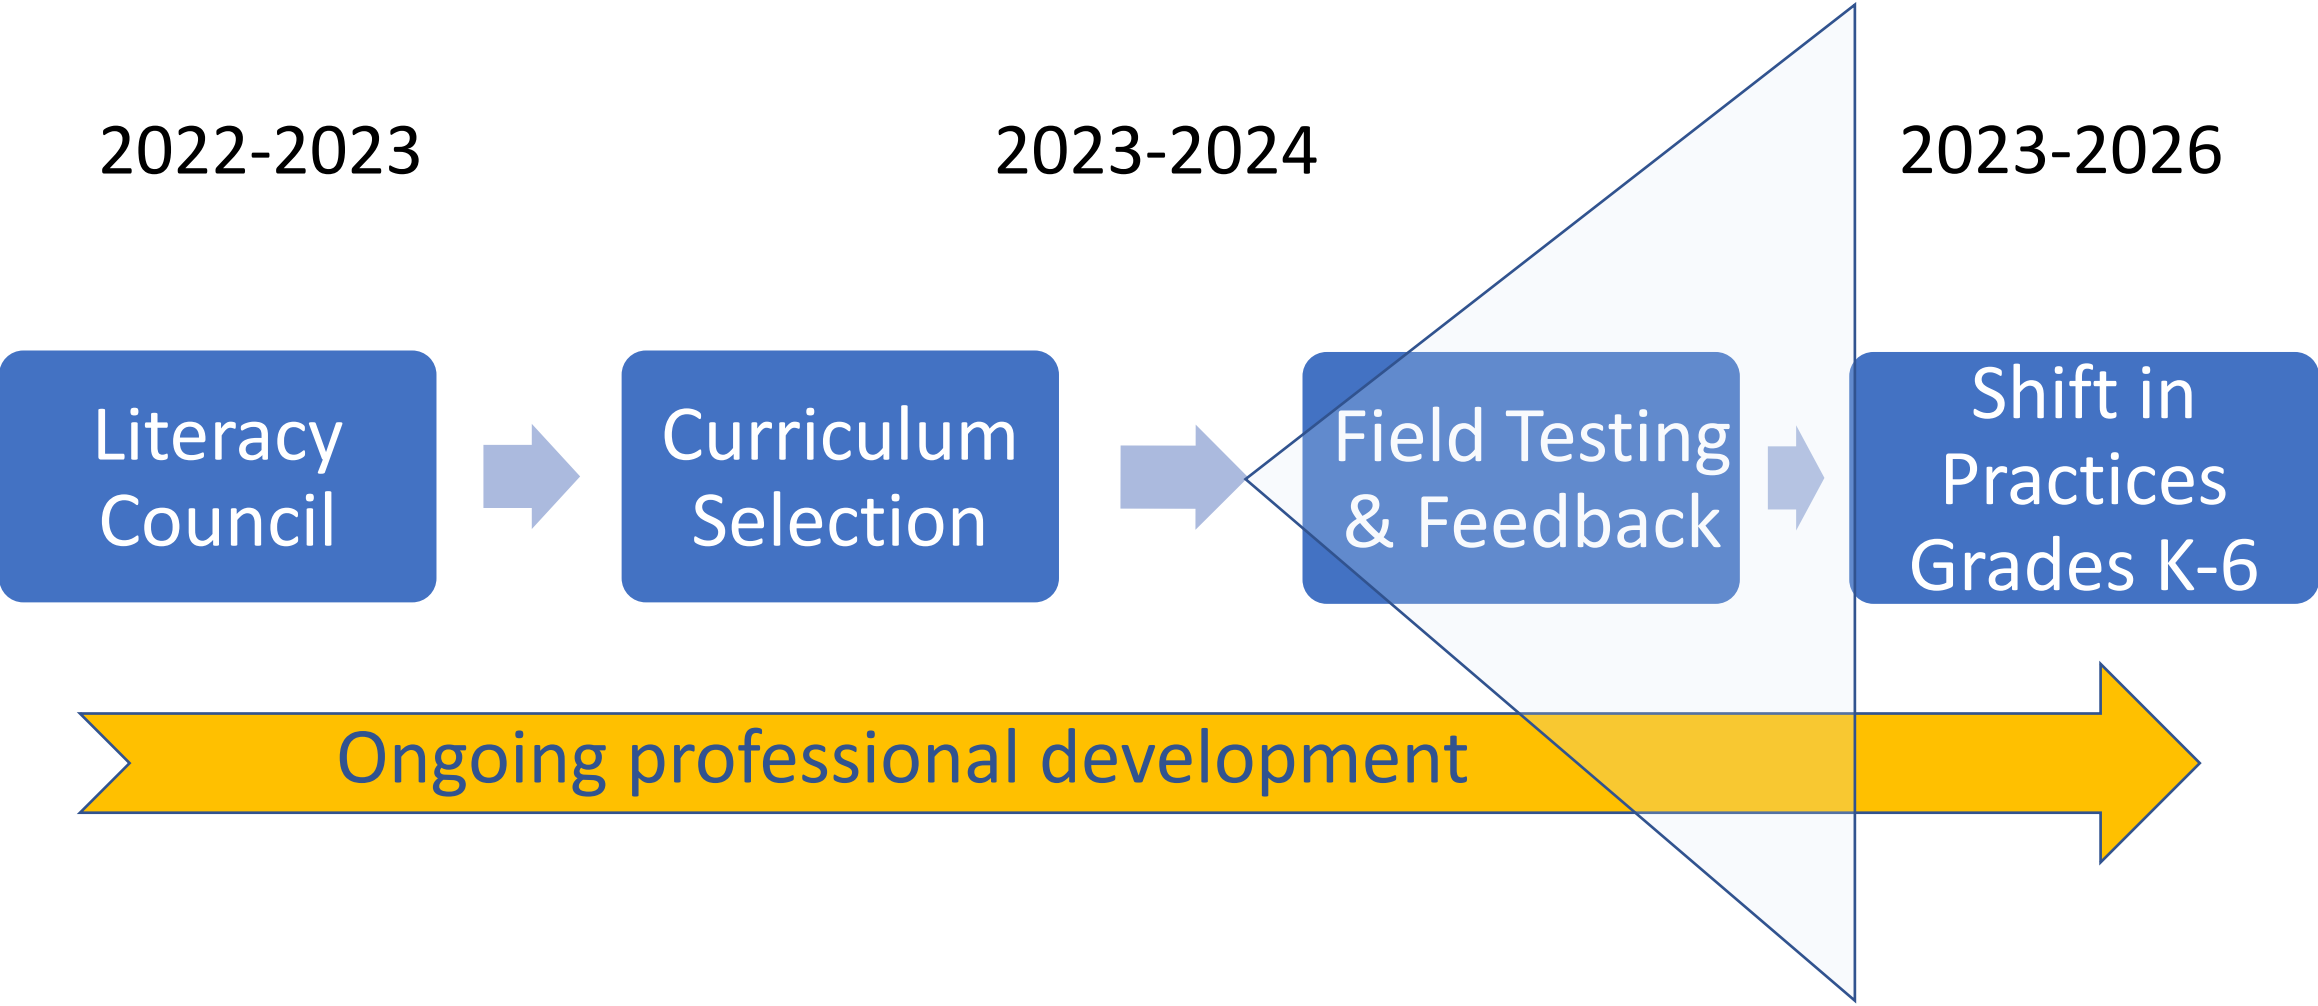 2022-2023
2023-2024
2023-2026
Literacy
Council
Curriculum
Selection
Field Testing
& Feedback
Shift in
Practices
Grades K-6
Ongoing professional development